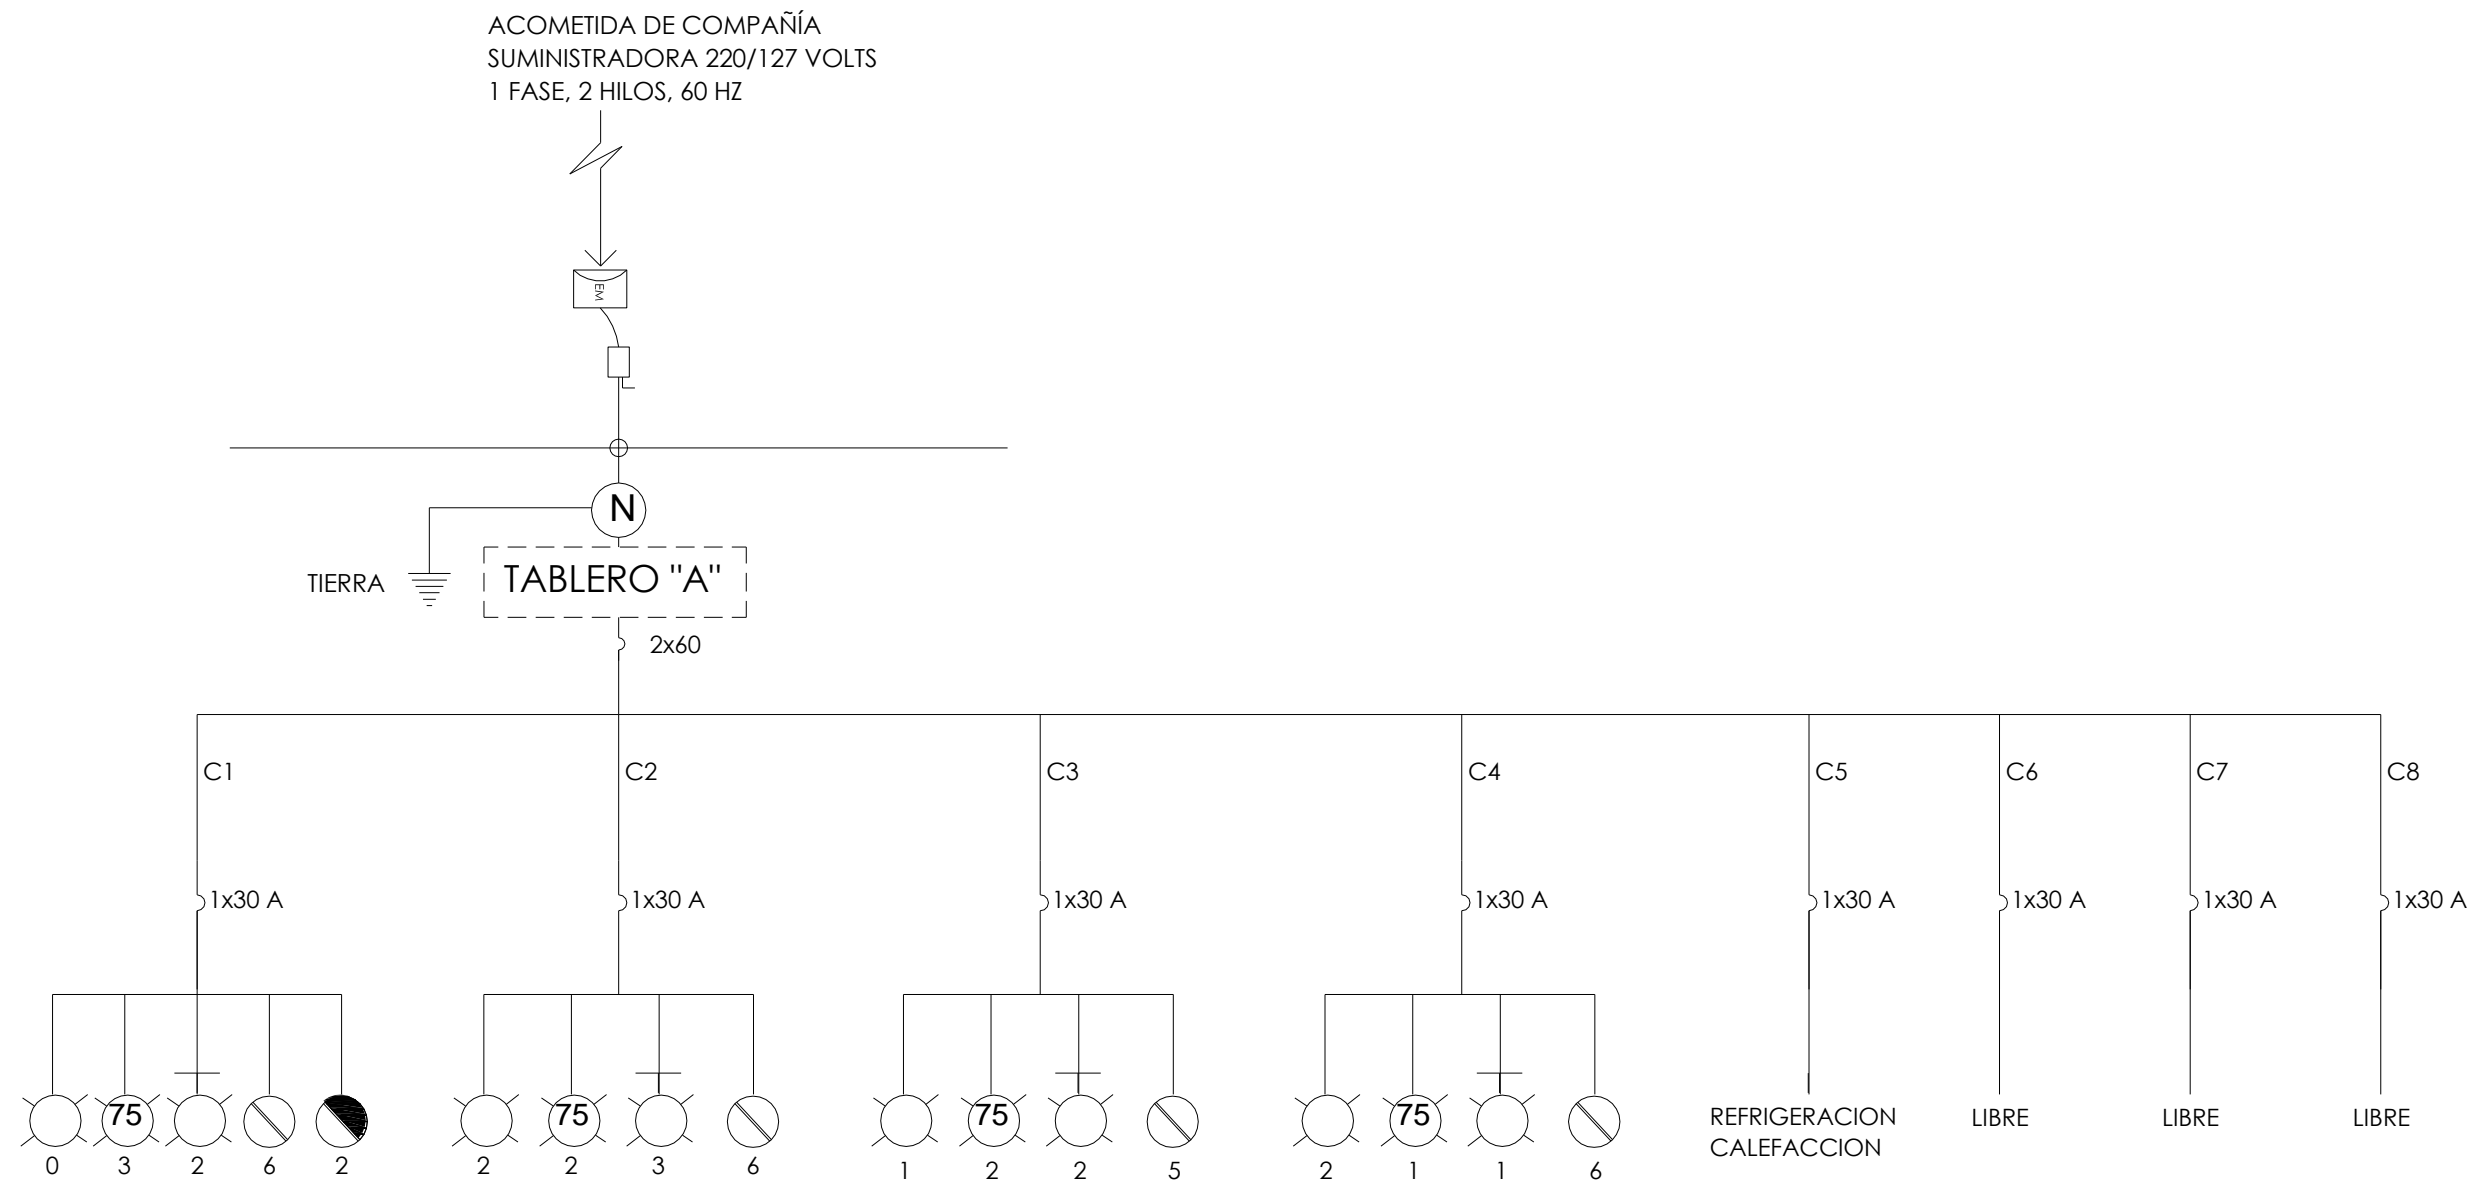 ACOMETIDA DE COMPAÑÍA
SUMINISTRADORA 220/127 VOLTS
1 FASE, 2 HILOS, 60 HZ
EM
N
TIERRA
TABLERO "A"
2x60
C1 C2 C3 C4 C5 C6 C7 C8
1x30 A 1x30 A 1x30 A 1x30 A 1x30 A 1x30 A 1x30 A 1x30 A
75 75 75 75
REFRIGERACION LIBRE LIBRE LIBRE
CALEFACCION
0 3 2 6 2 2 2 3 6 1 2 2 5 2 1 1 6